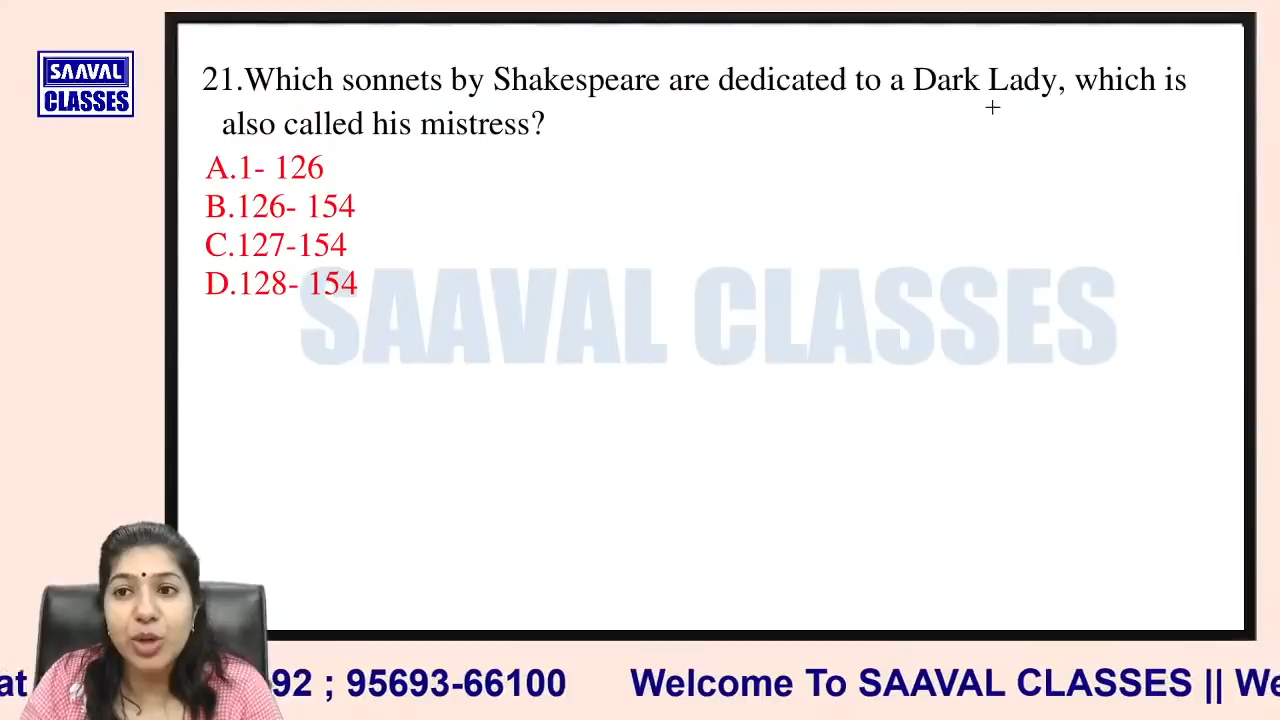 SAAVAL
CLASSES
21.Which sonnets by Shakespeare are dedicated to a Dark Lady, which is
also called his mistress?
A.1- 126
B.126- 154
C.127-154
D.128- 154
SAAVAL CLASSES
at 92 ; 95693-66100 Welcome To SAAVAL CLASSES || We